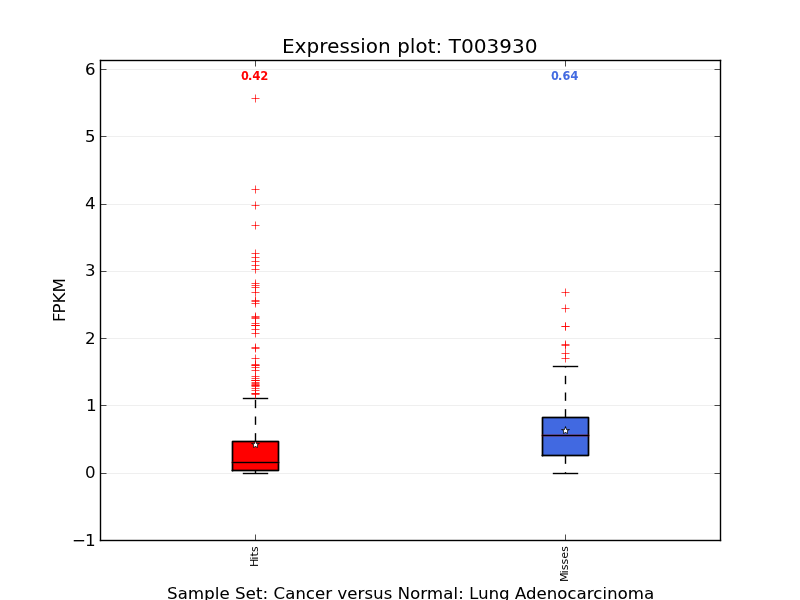 Expression plot: T003930
0.42
0.64
6
5
4
3
2
1
0
−1
FPKM
Hits
Misses
Sample Set: Cancer versus Normal: Lung Adenocarcinoma